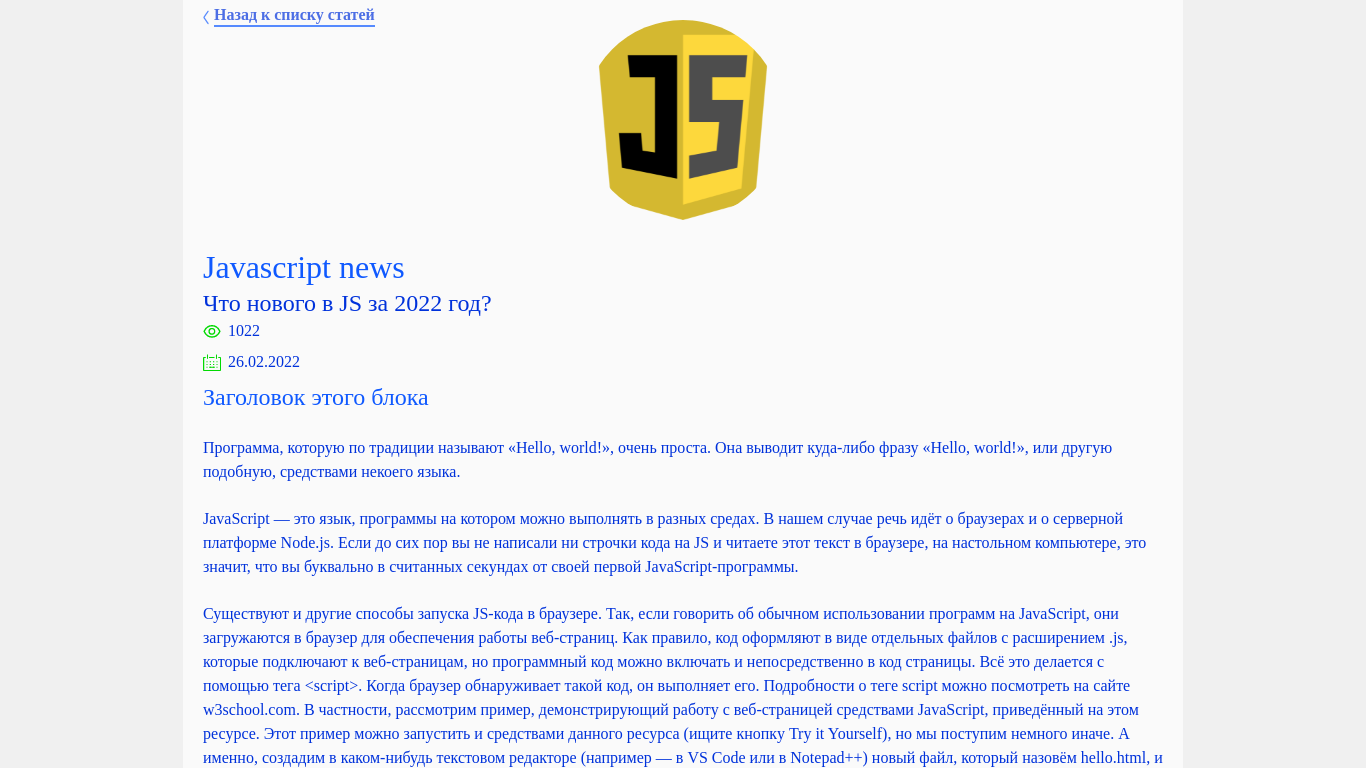 Назад к списку статей
JS
Javascript news
Что нового в JS за 2022 год?
1022
26.02.2022
Заголовок этого блока
Программа, которую по традиции называют «Hello, world!», очень проста. Она выводит куда-либо фразу «Hello, world!», или другую
подобную, средствами некоего языка.
JavaScript — это язык, программы на котором можно выполнять в разных средах. В нашем случае речь идёт о браузерах и о серверной
платформе Node.js. Если до сих пор вы не написали ни строчки кода на JS и читаете этот текст в браузере, на настольном компьютере, это
значит, что вы буквально в считанных секундах от своей первой JavaScript-программы.
Существуют и другие способы запуска JS-кода в браузере. Так, если говорить об обычном использовании программ на JavaScript, они
загружаются в браузер для обеспечения работы веб-страниц. Как правило, код оформляют в виде отдельных файлов с расширением .js,
которые подключают к веб-страницам, но программный код можно включать и непосредственно в код страницы. Всё это делается с
помощью тега <script>. Когда браузер обнаруживает такой код, он выполняет его. Подробности о теге script можно посмотреть на сайте
w3school.com. В частности, рассмотрим пример, демонстрирующий работу с веб-страницей средствами JavaScript, приведённый на этом
ресурсе. Этот пример можно запустить и средствами данного ресурса (ищите кнопку Try it Yourself), но мы поступим немного иначе. А
именно, создадим в каком-нибудь текстовом редакторе (например — в VS Code или в Notepad++) новый файл, который назовём hello.html, и